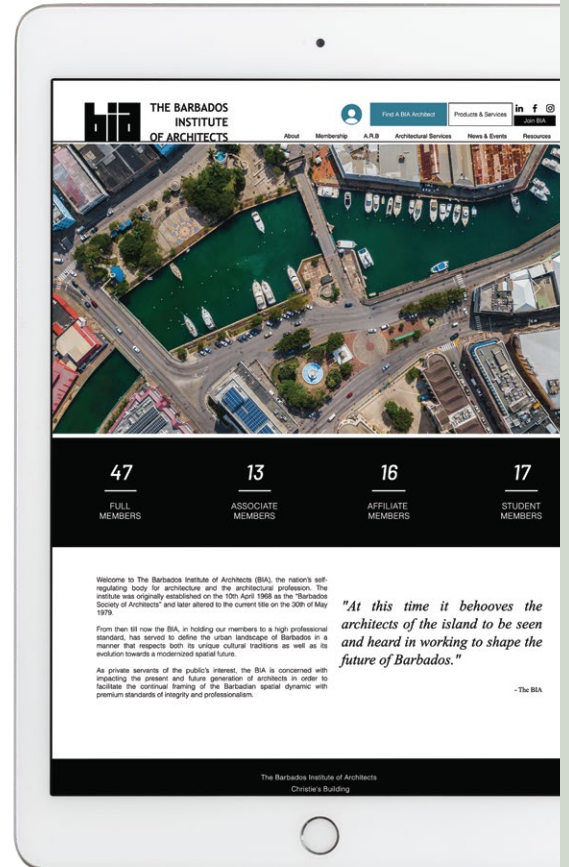 bia
THE BARBADOS
INSTITUTE
OF ARCHITECTS
Find A BIA Architect
Products & Services
in f
Join BIA
About Membership A.R.B Architectural Services News & Events Resources
47 13 16 17
FULL MEMBERS
ASSOCIATE MEMBERS
AFFILIATE MEMBERS
STUDENT MEMBERS
Welcome to The Barbados Institute of Architects (BIA), the nation's self-
regulating body for architecture and the architectural profession. The
institute was originally established on the 10th April 1968 as the "Barbados
Society of Architects" and later altered to the current title on the 30th of May
1979.
From then till now the BIA, in holding our members to a high professional
standard, has served to define the urban landscape of Barbados in a
manner that respects both its unique cultural traditions as well as its
evolution towards a modernized spatial future.
As private servants of the public's interest, the BIA is concerned with
impacting the present and future generation of architects in order to
facilitate the continual framing of the Barbadian spatial dynamic with
premium standards of integrity and professionalism.
"At this time it behooves the
architects of the island to be seen
and heard in working to shape the
future of Barbados."
- The BIA
The Barbados Institute of Architects
Christie's Building